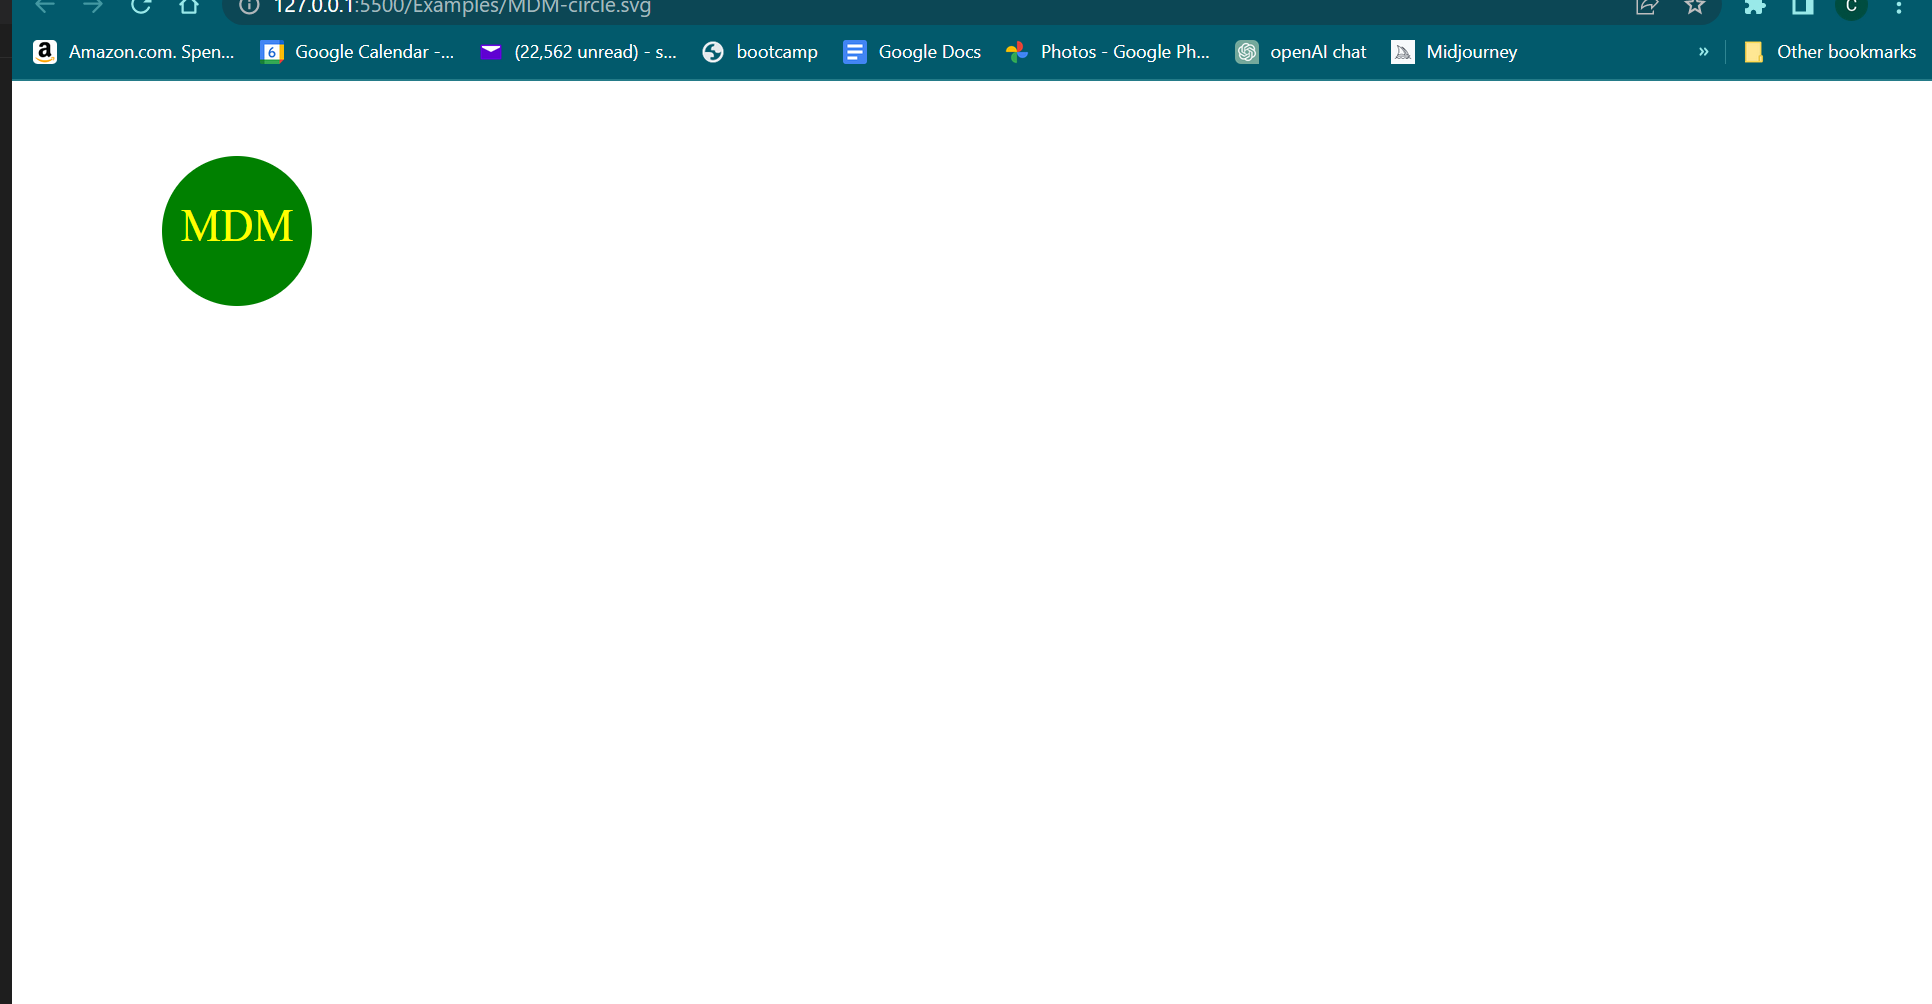 127.0.0.1:5500/Examples/MDM-circle.svg
C
Amazon.com. Spen... Google Calendar -... (22,562 unread) - s... bootcamp Google Docs Photos - Google Ph... openAI chat Midjourney » Other bookmarks
MDM